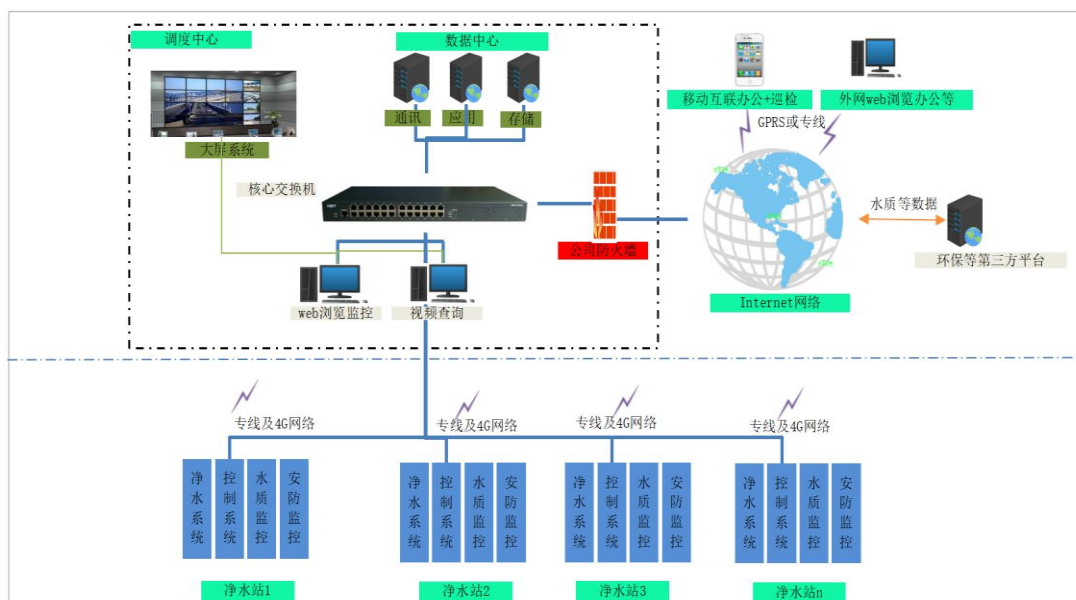 调度中心
数据中心
通讯
应用
存储
大屏系统
移动互联办公+巡检
外网web浏览办公等
GPRS或专线
核心交换机
水质等数据
公司防火墙
环保等第三方平台
Internet网络
web浏览监控
视频查询
专线及4G网络
专线及4G网络
专线及4G网络
专线及4G网络
净水系统
控制系统
水质监控
安防监控
净水系统
控制系统
水质监控
安防监控
净水系统
控制系统
水质监控
安防监控
净水系统
控制系统
水质监控
安防监控
净水站1
净水站2
净水站3
净水站n